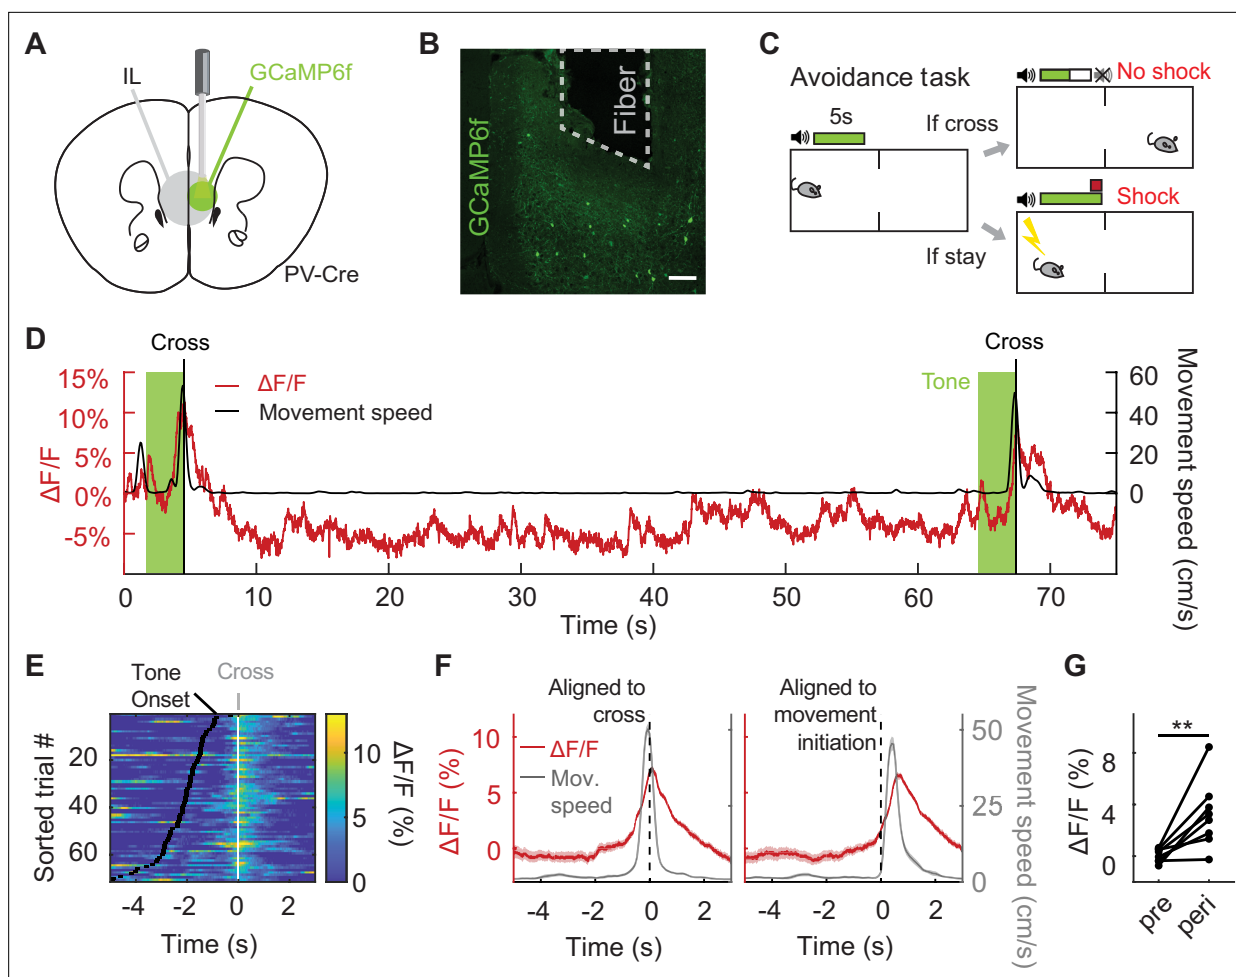 A
IL
GCaMP6f
PV-Cre
B
GCaMP6f
Fiber
C
Avoidance task
5s
If cross
If stay
No shock
Shock
D
Cross
Cross
Tone
ΔF/F
Movement speed
15%
10%
5%
0%
-5%
ΔF/F
60
40
20
0
Movement speed (cm/s)
0
10
20
30
40
50
60
70
Time (s)
E
Tone
Onset
Cross
Sorted trial #
20
40
60
-4
-2
0
2
Time (s)
10
5
0
ΔF/F (%)
F
Aligned to
cross
ΔF/F
Mov.
speed
10
5
0
ΔF/F (%)
-4
-2
0
2
Time (s)
Aligned to
movement
initiation
50
25
0
Movement speed (cm/s)
-4
-2
0
2
Time (s)
G
**
8
4
0
ΔF/F (%)
pre
peri